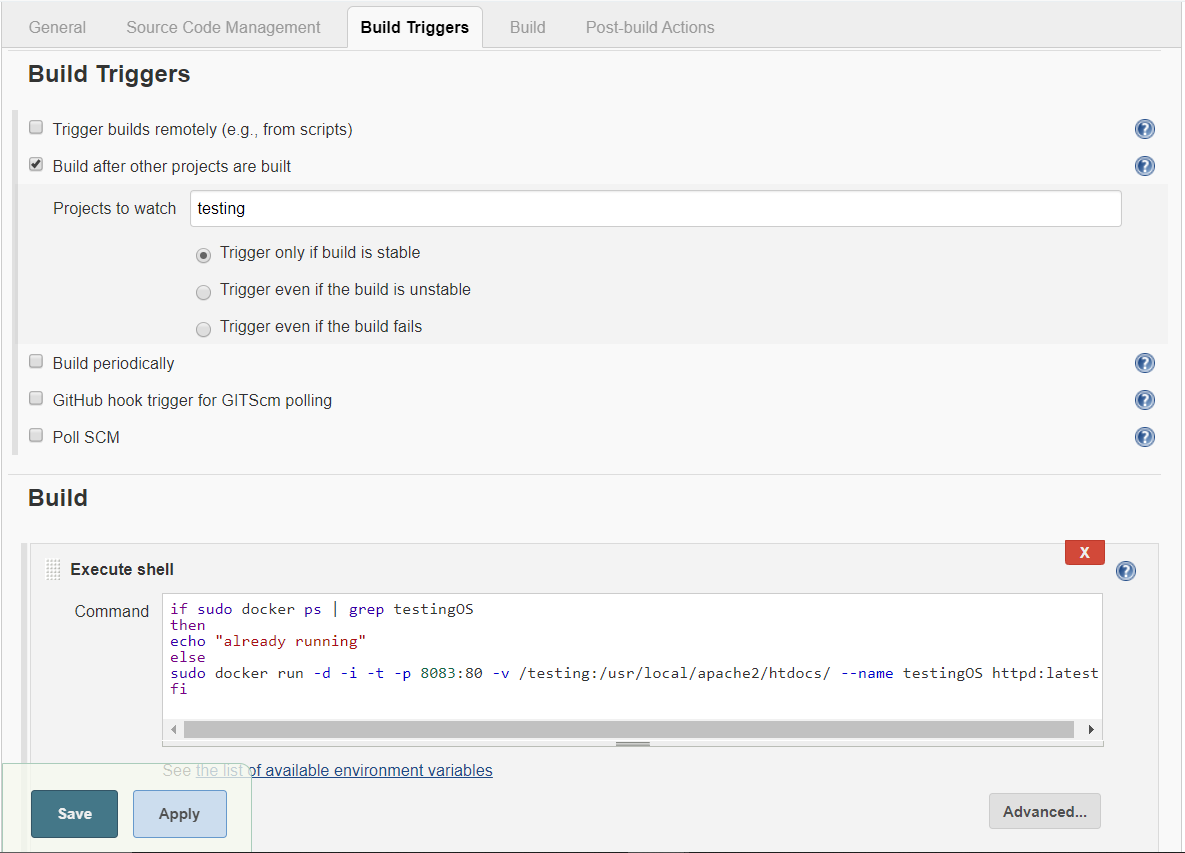 General Source Code Management Build Triggers Build Post-build Actions
Build Triggers
Trigger builds remotely (e.g., from scripts)
Build after other projects are built
Projects to watch testing
Trigger only if build is stable
Trigger even if the build is unstable
Trigger even if the build fails
Build periodically
GitHub hook trigger for GITScm polling
Poll SCM
Build
X
Execute shell
Command if sudo docker ps | grep testingOS
then
echo "already running"
else
sudo docker run -d -i -t -p 8083:80 -v /testing:/usr/local/apache2/htdocs/ --name testingOS httpd:latest
fi
See the list of available environment variables
Save Apply Advanced...